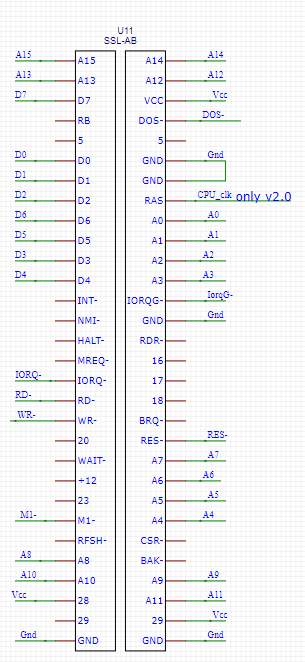 U11
SSL-AB
A15 A15 A14 A14
A13 A13 A12 A12
D7 D7 VCC Vcc
RB DOS- DOS-
5 5
D0 D0 GND Gnd
D1 D1 GND
D2 D2 RAS CPU_clk only v2.0
D6 D6 A0 A0
D5 D5 A1 A1
D3 D3 A2 A2
D4 D4 A3 A3
INT- IORQG- IorqG-
NMI- GND Gnd
HALT- RDR-
MREQ- 16
IORQ- IORQ- 17
RD- RD- 18
WR- WR- BRQ-
20 RES- RES-
WAIT- A7 A7
+12 A6 A6
23 A5 A5
M1- M1- A4 A4
RFSH- CSR-
A8 A8 BAK-
A10 A10 A9 A9
Vcc 28 A11 A11
29 29 Vcc
Gnd GND GND Gnd